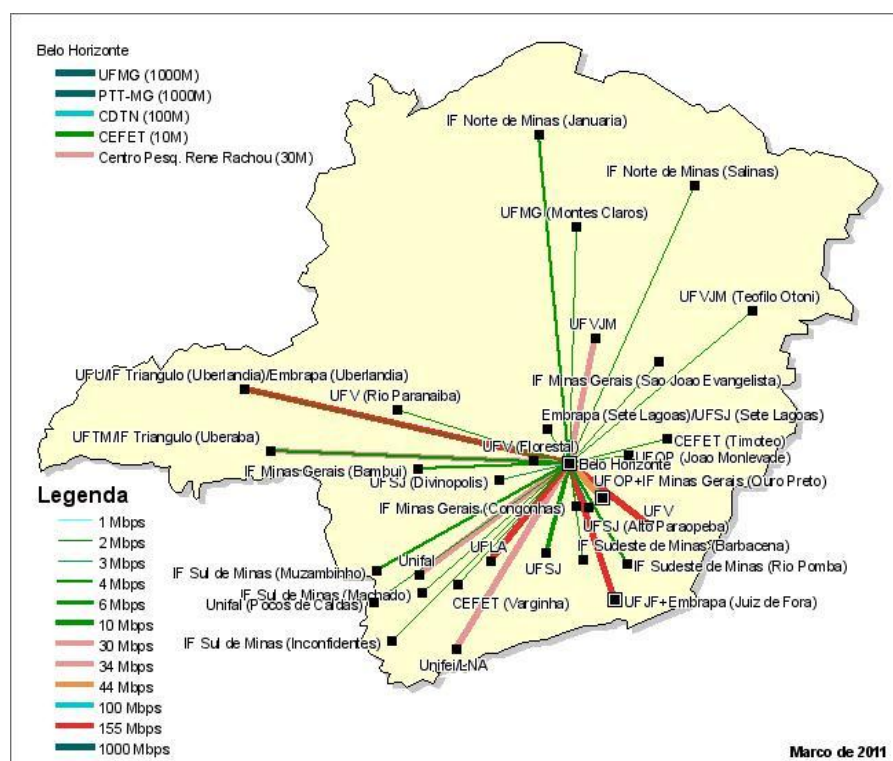 Belo Horizonte
UFMG (1000M)
PTT-MG (1000M)
CDTN (100M)
CEFET (10M)
Centro Pesq. Rene Rachou (30M)
IF Norte de Minas (Januaria)
IF Norte de Minas (Salinas)
UFMG (Montes Claros)
UFVJM (Teofilo Otoni)
UFVJM
UFU/IF Triangulo (Uberlandia)/Embrapa (Uberlandia)
IF Minas Gerais (Sao Joao Evangelista)
UFV (Rio Paranaiba)
Embrapa (Sete Lagoas)/UFSJ (Sete Lagoas)
UFTM/IF Triangulo (Uberaba)
UFV (Florestal)
CEFET (Timoteo)
UFOP (Joao Monlevade)
Belo Horizonte
IF Minas Gerais (Bambui)
UFSJ (Divinopolis)
UFOP+IF Minas Gerais (Ouro Preto)
IF Minas Gerais (Congonhas)
UFV
UFSJ (Alto Paraopeba)
UFLA
IF Sudeste de Minas (Barbacena)
Unifal
UFSJ
IF Sudeste de Minas (Rio Pomba)
IF Sul de Minas (Muzambinho)
IF Sul de Minas (Machado)
Unifal (Pocos de Caldas)
CEFET (Varginha)
UFJF+Embrapa (Juiz de Fora)
IF Sul de Minas (Inconfidentes)
Unifei/LNA
Legenda
1 Mbps
2 Mbps
3 Mbps
4 Mbps
6 Mbps
10 Mbps
30 Mbps
34 Mbps
44 Mbps
100 Mbps
155 Mbps
1000 Mbps
Marco de 2011